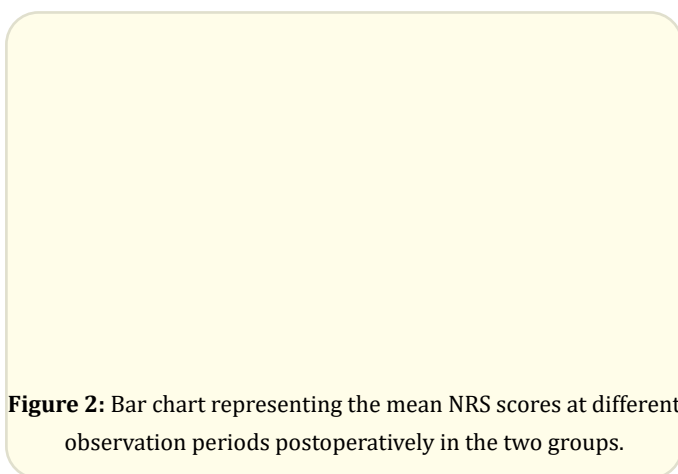 Figure 2: Bar chart representing the mean NRS scores at different
observation periods postoperatively in the two groups.